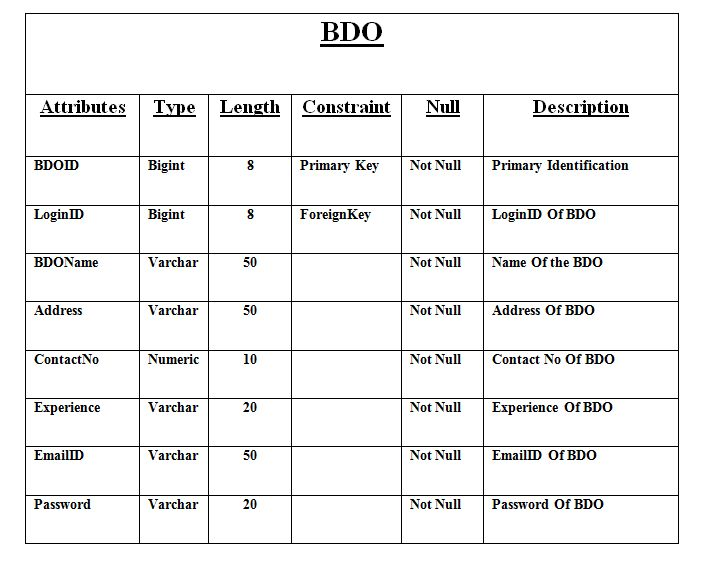 BDO
Attributes Type Length Constraint Null Description
BDOID Bigint 8 Primary Key Not Null Primary Identification
LoginID Bigint 8 ForeignKey Not Null LoginID Of BDO
BDOName Varchar 50 Not Null Name Of the BDO
Address Varchar 50 Not Null Address Of BDO
ContactNo Numeric 10 Not Null Contact No Of BDO
Experience Varchar 20 Not Null Experience Of BDO
EmailID Varchar 50 Not Null EmailID Of BDO
Password Varchar 20 Not Null Password Of BDO